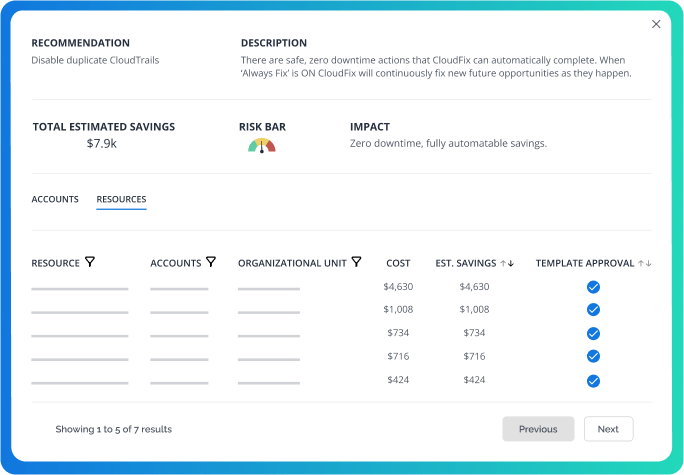 RECOMMENDATION
Disable duplicate CloudTrails
DESCRIPTION
There are safe, zero downtime actions that CloudFix can automatically complete. When
‘Always Fix’ is ON CloudFix will continuously fix new future opportunities as they happen.
TOTAL ESTIMATED SAVINGS
$7.9k
RISK BAR
IMPACT
Zero downtime, fully automatable savings.
ACCOUNTS RESOURCES
RESOURCE ACCOUNTS ORGANIZATIONAL UNIT COST EST. SAVINGS ↑↓ TEMPLATE APPROVAL ↑↓
$4,630 $4,630
$1,008 $1,008
$734 $734
$716 $716
$424 $424
Showing 1 to 5 of 7 results Previous Next